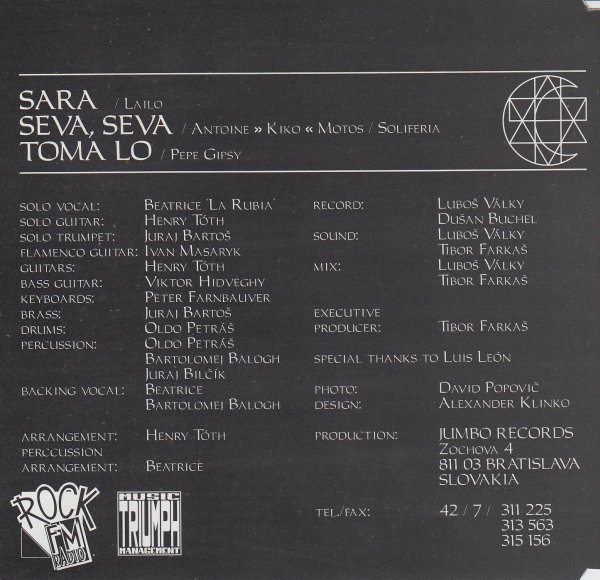 SARA / LAILO
SEVA, SEVA / ANTOINE » KIKO « MOTOS / SOLIFERIA
TOMA LO / PEPE GIPSY
SOLO VOCAL: BEATRICE 'LA RUBIA'
SOLO GUITAR: HENRY TÓTH
SOLO TRUMPET: JURAJ BARTOŠ
FLAMENCO GUITAR: IVAN MASARYK
GUITARS: HENRY TÓTH
BASS GUITAR: VIKTOR HIDVEGHY
KEYBOARDS: PETER FARNBAUVER
BRASS: JURAJ BARTOŠ
DRUMS: OLDO PETRÁŠ
PERCUSSION: OLDO PETRÁŠ
BARTOLOMEJ BALOGH
JURAJ BILČÍK
BACKING VOCAL: BEATRICE
BARTOLOMEJ BALOGH
ARRANGEMENT: HENRY TÓTH
PERCCUSSION
ARRANGEMENT: BEATRICE
RECORD: LUBOŠ VÁLKY
DUŠAN BUCHEL
SOUND: LUBOŠ VÁLKY
TIBOR FARKAŠ
MIX: LUBOŠ VÁLKY
TIBOR FARKAŠ
EXECUTIVE
PRODUCER: TIBOR FARKAŠ
SPECIAL THANKS TO LUIS LEÓN
PHOTO: DAVID POPOVIČ
DESIGN: ALEXANDER KLINKO
PRODUCTION: JUMBO RECORDS
ZOCHOVA 4
811 03 BRATISLAVA
SLOVAKIA
TEL./FAX: 42 / 7 / 311 225
313 563
315 156
ROCK
FM
RADIO
MUSIC
TRIUMPH
MANAGEMENT